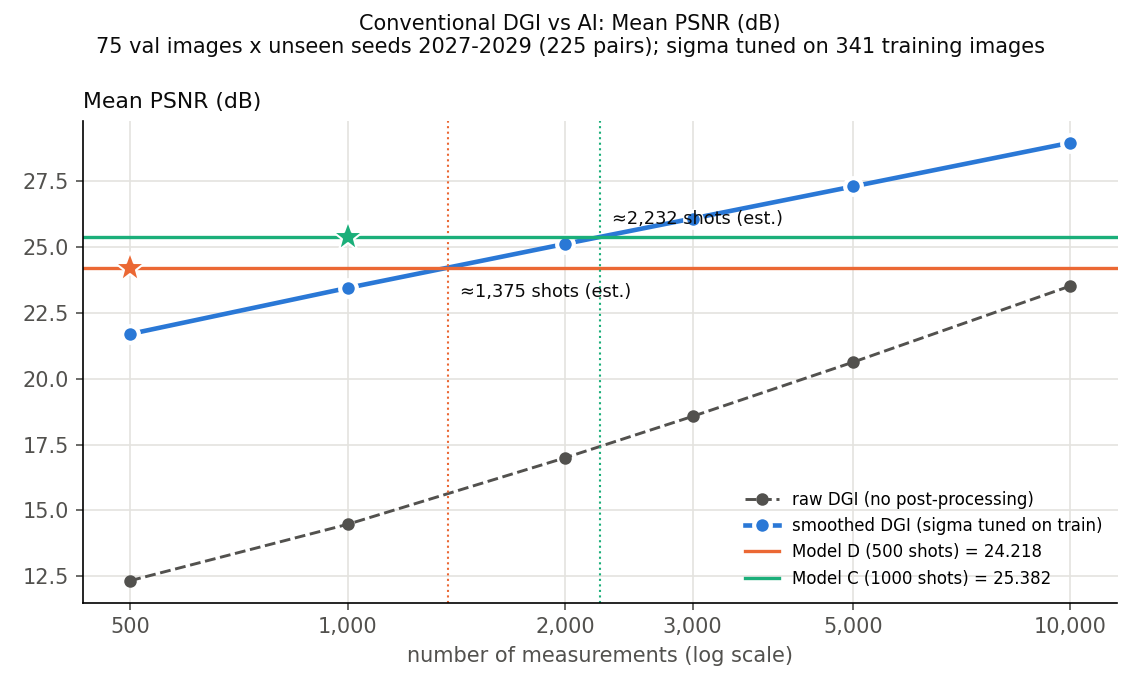 Conventional DGI vs AI: Mean PSNR (dB)
75 val images x unseen seeds 2027-2029 (225 pairs); sigma tuned on 341 training images
Mean PSNR (dB)
27.5
25.0
22.5
20.0
17.5
15.0
12.5
≈2,232 shots (est.)
≈1,375 shots (est.)
raw DGI (no post-processing)
smoothed DGI (sigma tuned on train)
Model D (500 shots) = 24.218
Model C (1000 shots) = 25.382
500 1,000 2,000 3,000 5,000 10,000
number of measurements (log scale)